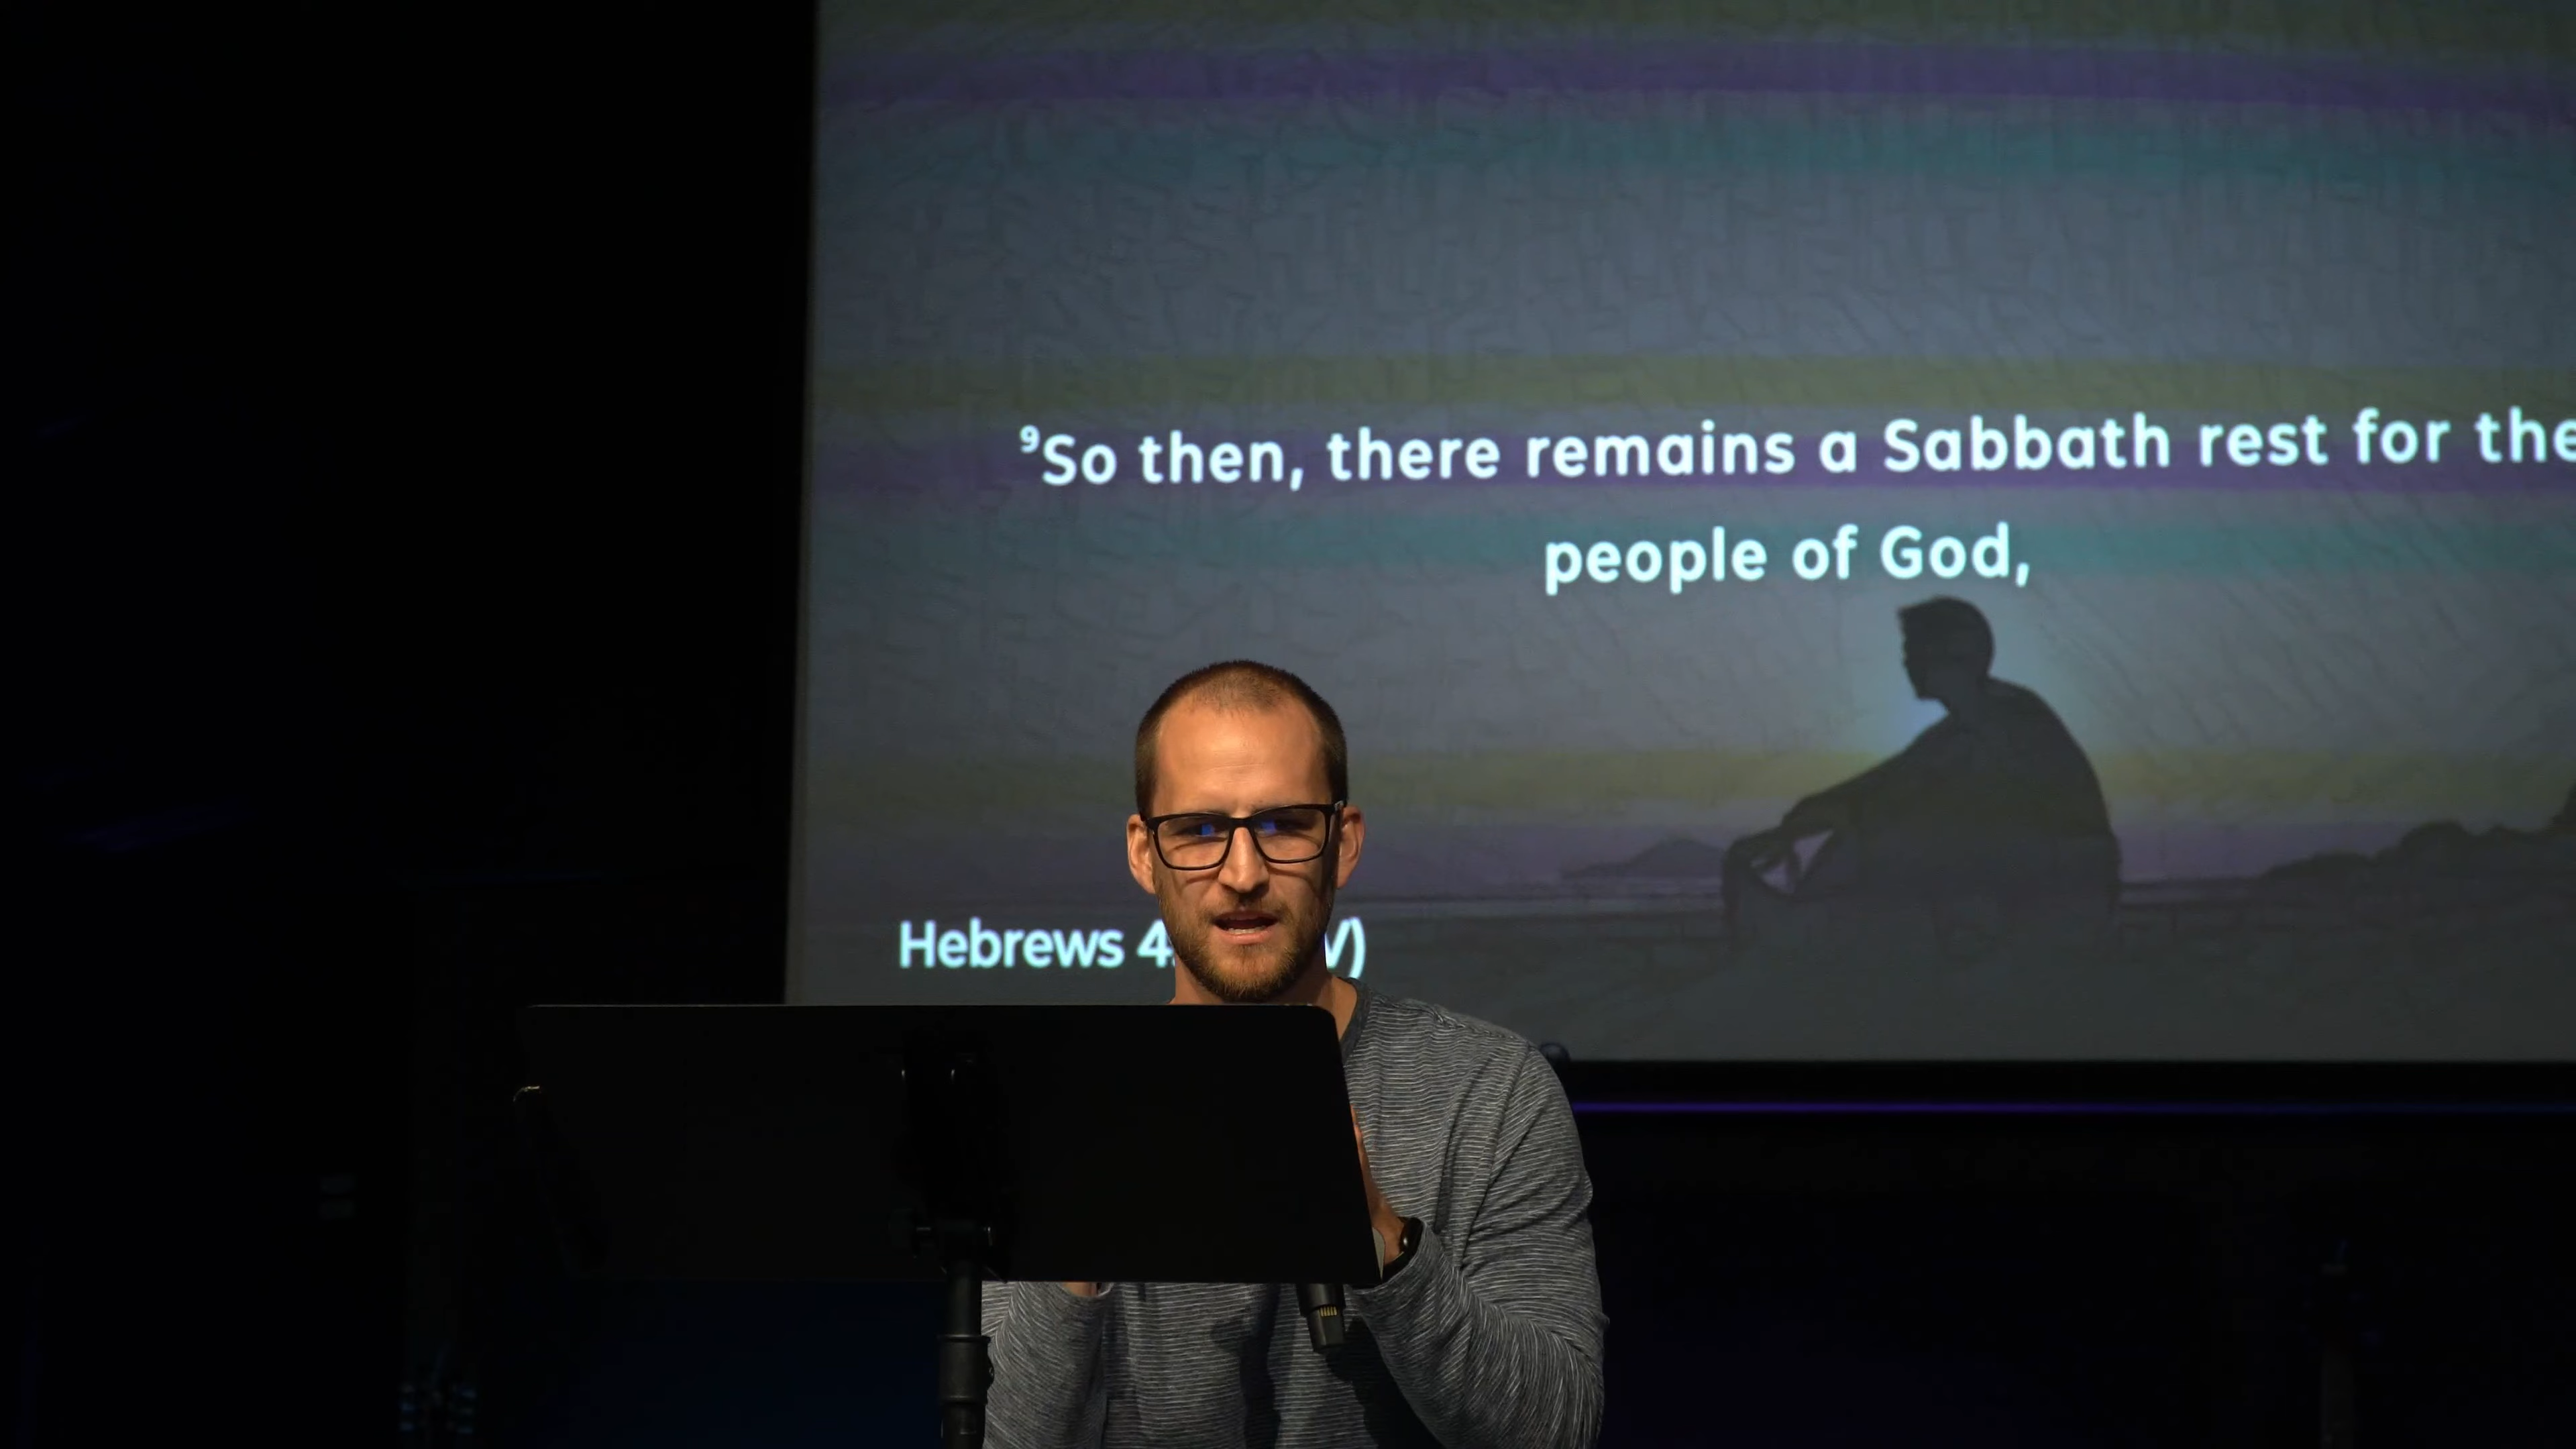 ⁹So then, there remains a Sabbath rest for the
people of God,
Hebrews 4 V)